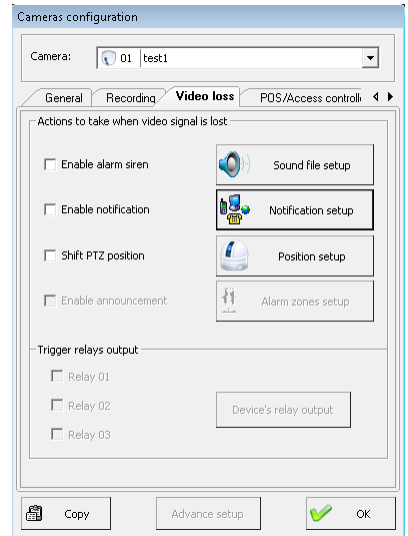 Cameras configuration
Camera: 01 test1
General Recording Video loss POS/Access controlle
Actions to take when video signal is lost
Enable alarm siren Sound file setup
Enable notification Notification setup
Shift PTZ position Position setup
Enable announcement Alarm zones setup
Trigger relays output
Relay 01
Relay 02 Device's relay output
Relay 03
Copy Advance setup OK